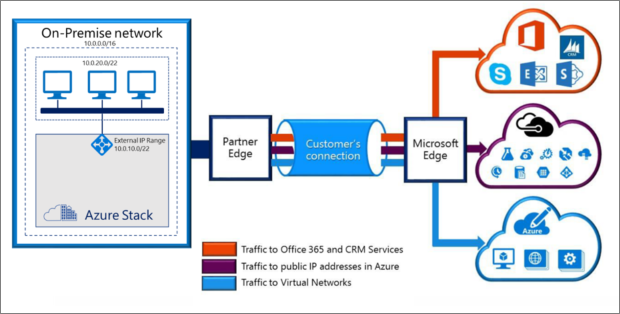 On-Premise network
10.0.0.0/16
10.0.20.0/22
External IP Range
10.0.10.0/22
Azure Stack
Partner
Edge
Customer's
connection
Microsoft
Edge
CRM
Azure
Traffic to Office 365 and CRM Services
Traffic to public IP addresses in Azure
Traffic to Virtual Networks